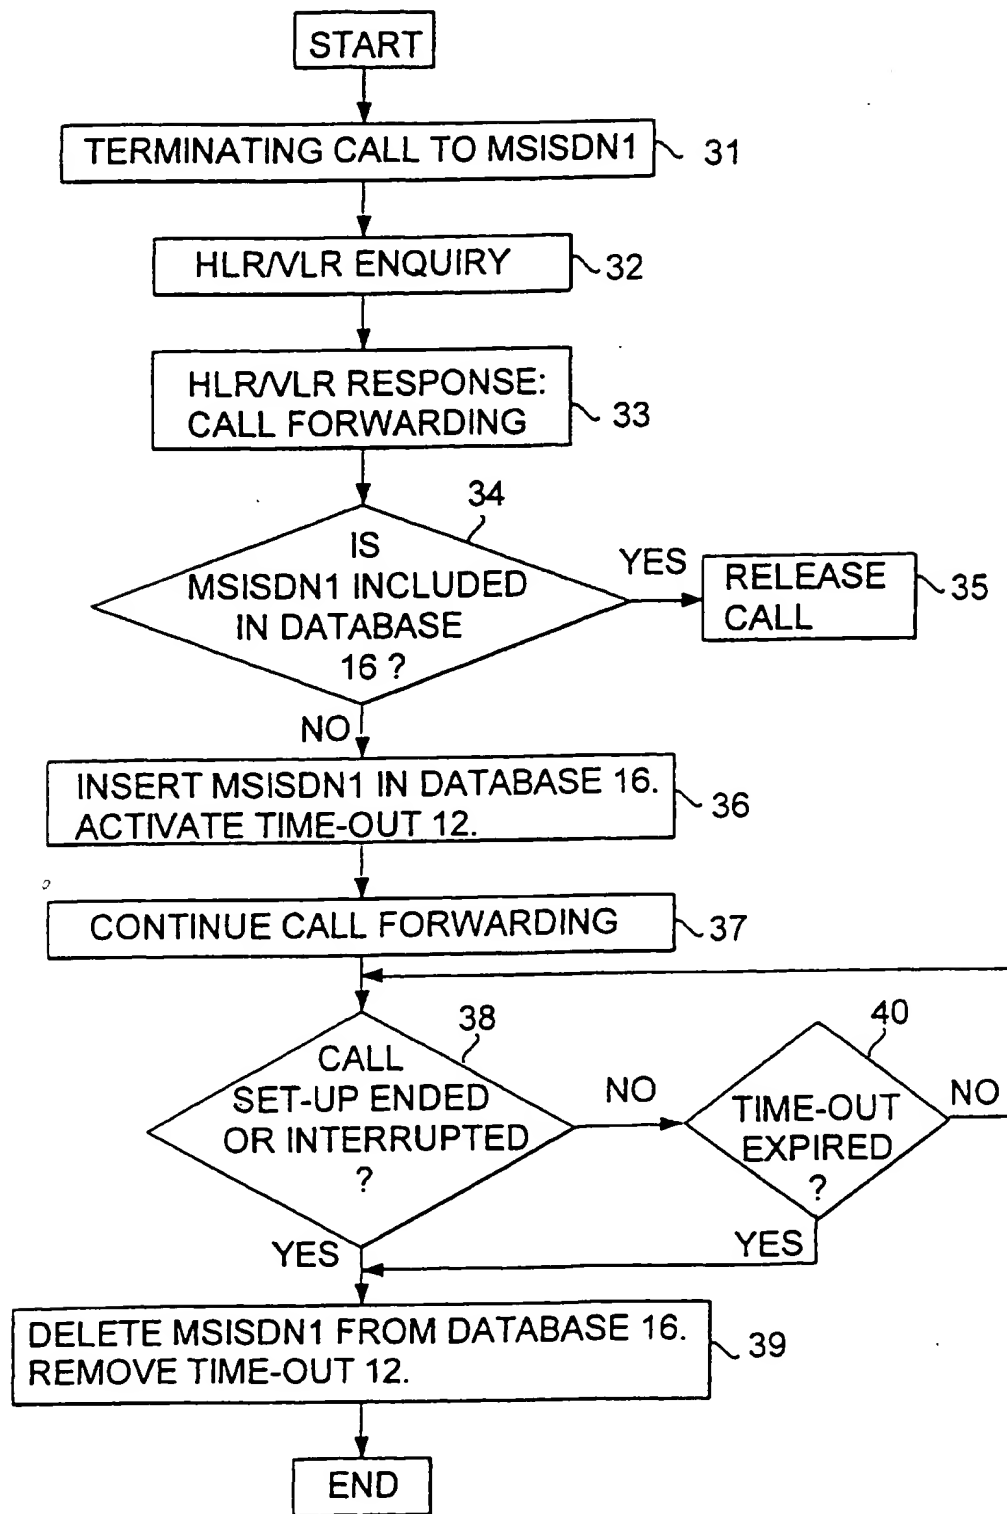 START
TERMINATING CALL TO MSISDN1
31
HLR/VLR ENQUIRY
32
HLR/VLR RESPONSE:
CALL FORWARDING
33
34
IS
MSISDN1 INCLUDED
IN DATABASE
16 ?
YES
RELEASE
CALL
35
NO
INSERT MSISDN1 IN DATABASE 16.
ACTIVATE TIME-OUT 12.
36
CONTINUE CALL FORWARDING
37
38
CALL
SET-UP ENDED
OR INTERRUPTED
?
NO
40
TIME-OUT
EXPIRED
?
NO
YES
YES
DELETE MSISDN1 FROM DATABASE 16.
REMOVE TIME-OUT 12.
39
END